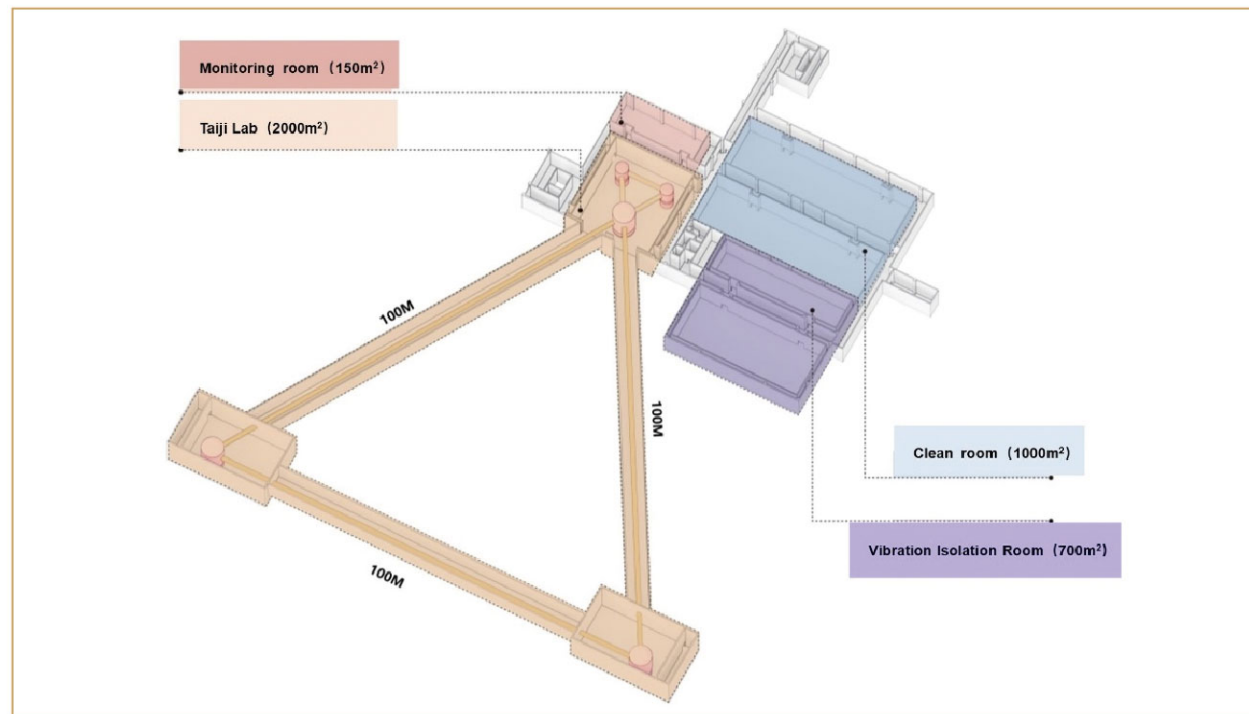 Monitoring room (150m²)
Taiji Lab (2000m²)
100M
100M
100M
Clean room (1000m²)
Vibration Isolation Room (700m²)